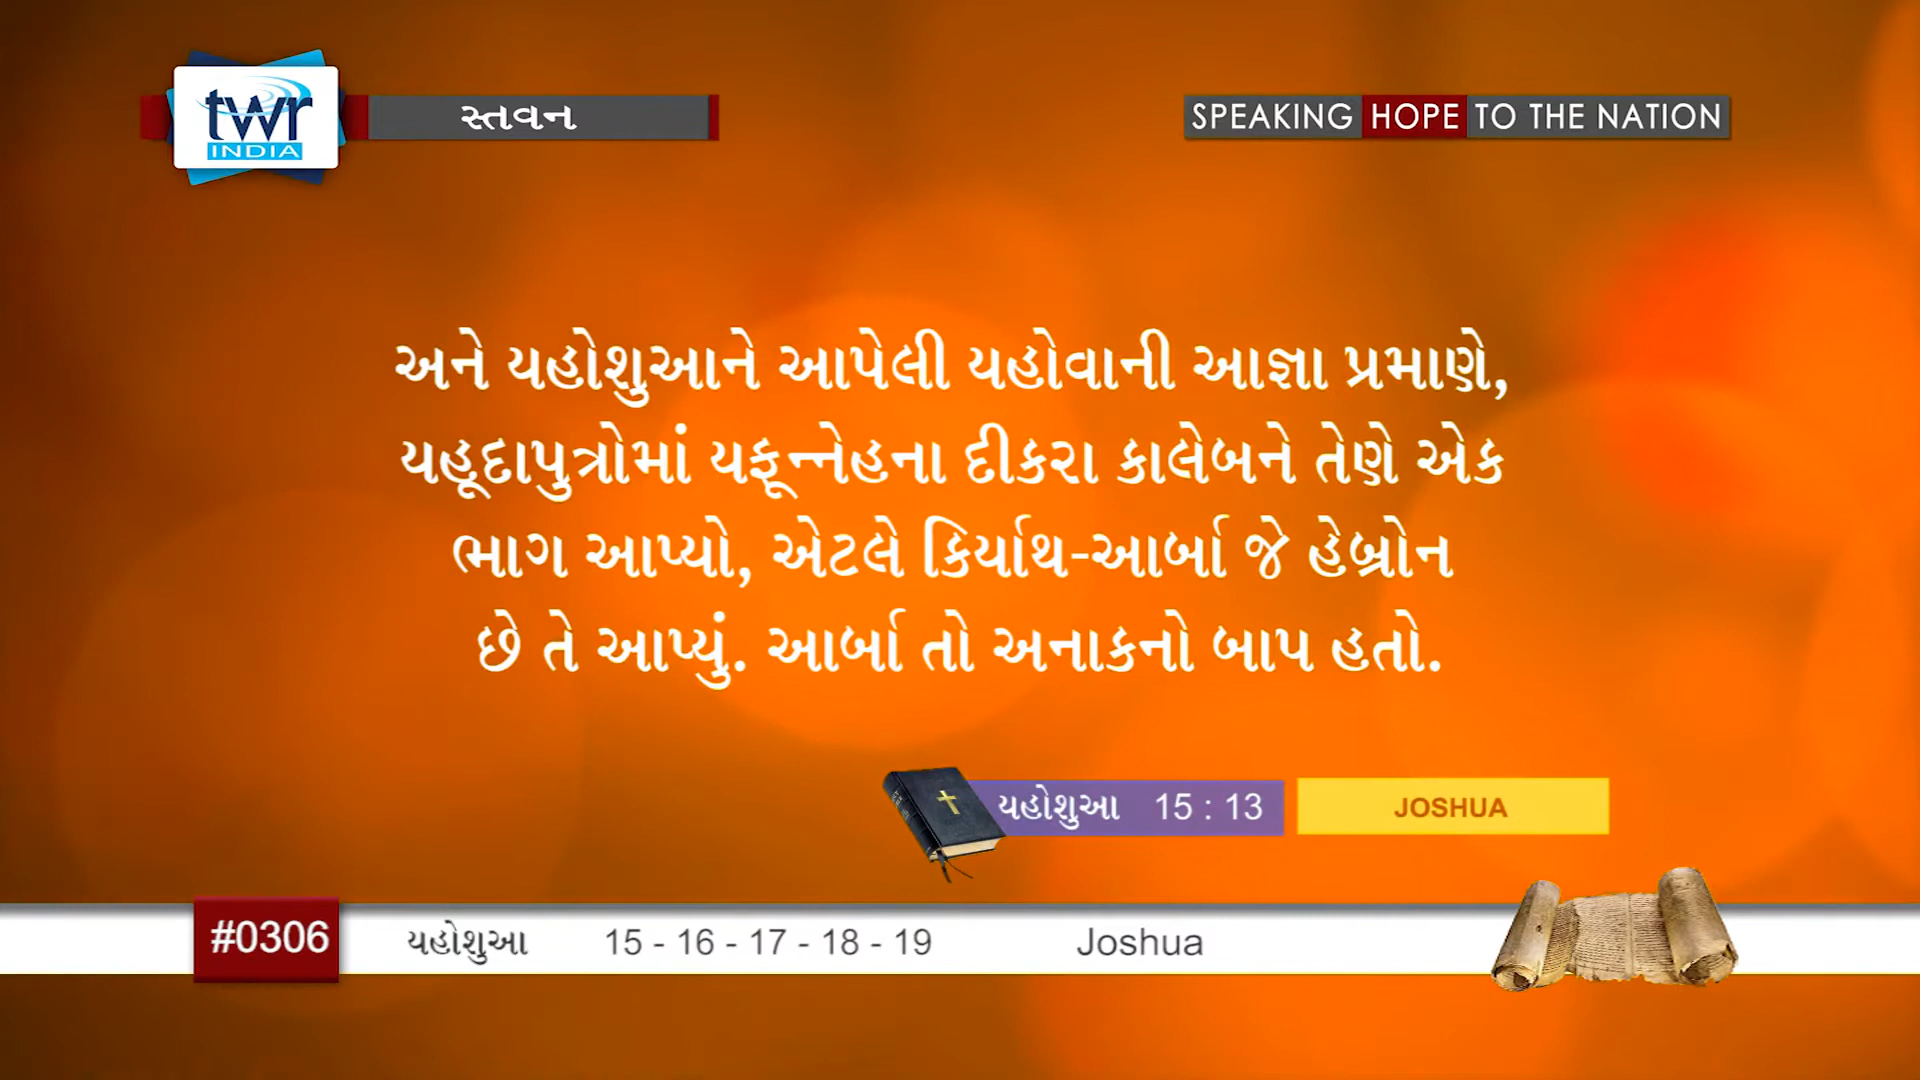 twr
INDIA
સ્તવન
SPEAKING HOPE TO THE NATION
અને યહોશુઆને આપેલી યહોવાની આજ્ઞા પ્રમાણે,
યહૂદાપુત્રોમાં યફૂન્નેહના દીકરા કાલેબને તેણે એક
ભાગ આપ્યો, એટલે કિર્યાથ-આર્બા જે હેબ્રોન
છે તે આપ્યું. આર્બા તો અનાકનો બાપ હતો.
યહોશુઆ 15 : 13
JOSHUA
#0306 યહોશુઆ 15 - 16 - 17 - 18 - 19 Joshua